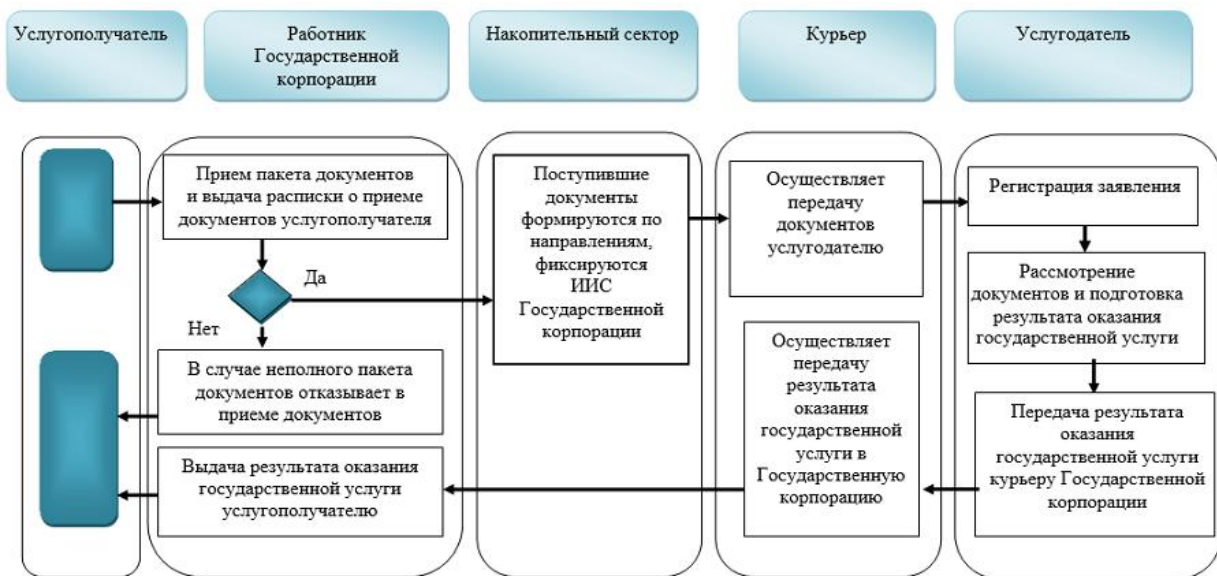 Услугополучатель
Работник
Государственной
корпорации
Накопительный сектор
Курьер
Услугодатель
Прием пакета документов
и выдача расписки о приеме
документов услугополучателя
Да
Нет
В случае неполного пакета
документов отказывает в
приеме документов
Выдача результата оказания
государственной услуги
услугополучателю
Поступившие
документы
формируются по
направлениям,
фиксируются
ИИС
Государственной
корпорации
Осуществляет
передачу
документов
услугодателю
Осуществляет
передачу
результата
оказания
государственной
услуги в
Государственную
корпорацию
Регистрация заявления
Рассмотрение
документов и подготовка
результата оказания
государственной услуги
Передача результата
оказания
государственной услуги
курьеру Государственной
корпорации